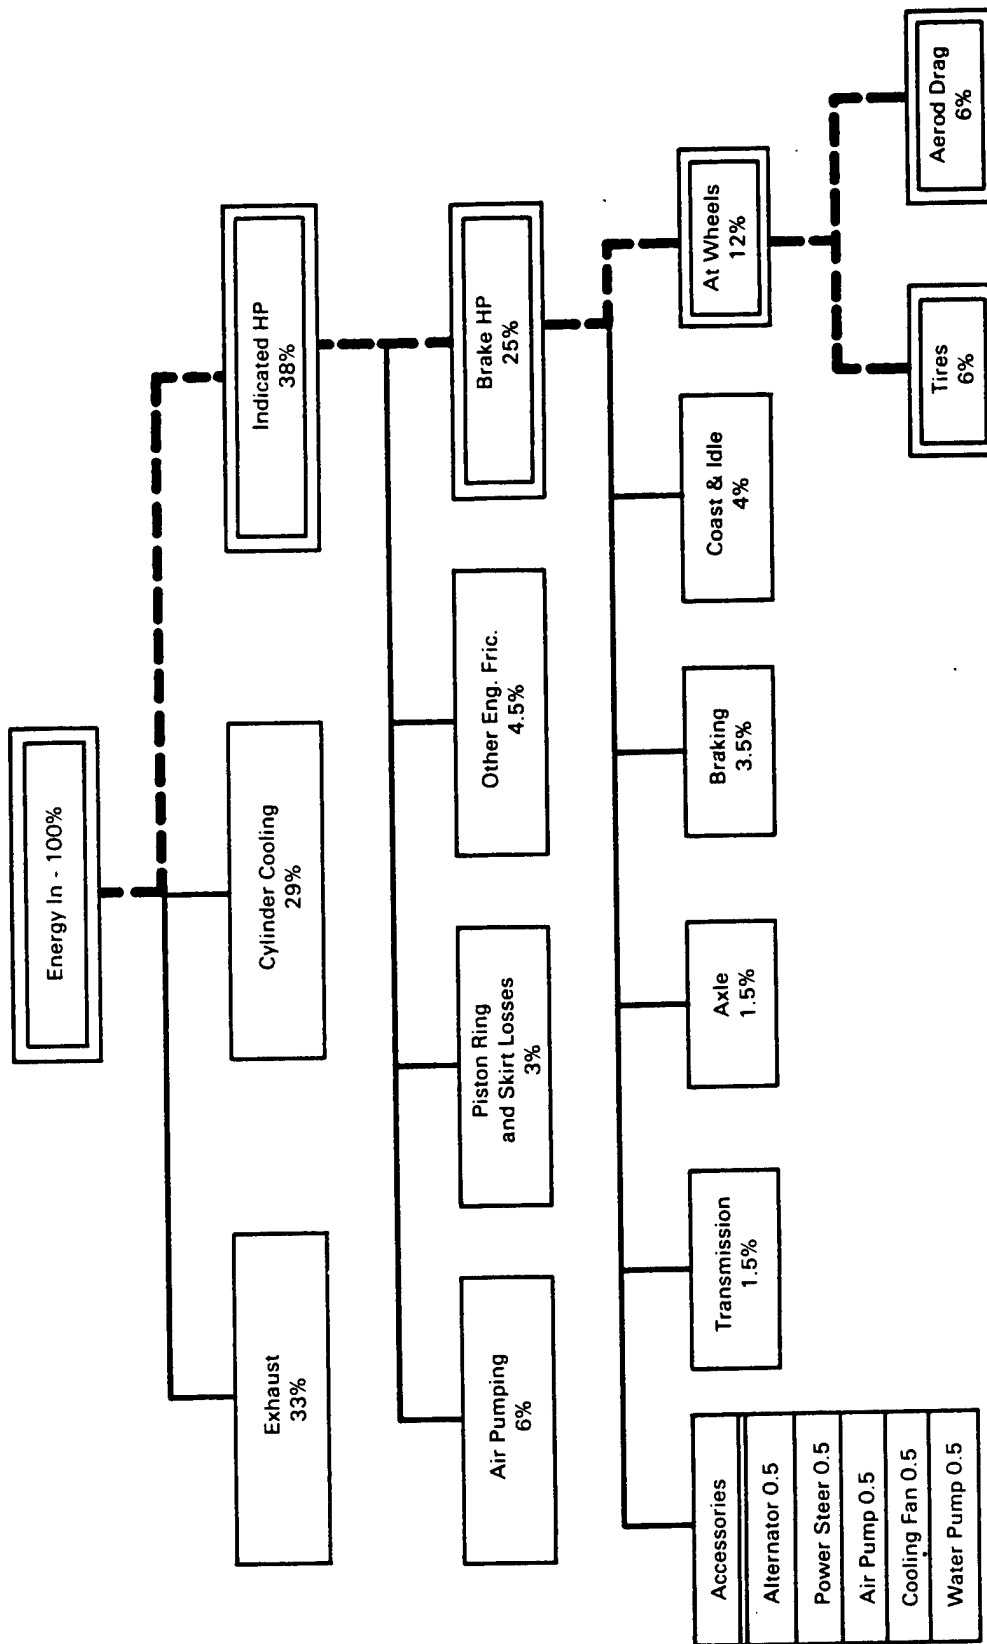 Energy In - 100%
Exhaust
33%
Cylinder Cooling
29%
Indicated HP
38%
Air Pumping
6%
Piston Ring
and Skirt Losses
3%
Other Eng. Fric.
4.5%
Brake HP
25%
Accessories
Alternator 0.5
Power Steer 0.5
Air Pump 0.5
Cooling Fan 0.5
Water Pump 0.5
Transmission
1.5%
Axle
1.5%
Braking
3.5%
Coast & Idle
4%
At Wheels
12%
Tires
6%
Aerod Drag
6%